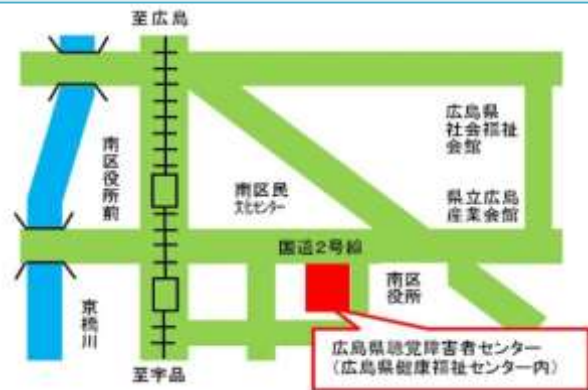 至広島
広島県
社会福祉
会館
南区役所前
南区民
文化センター
県立広島
産業会館
国道2号線
南区
役所
京橋川
広島県聴覚障害者センター
(広島県健康福祉センター内)
至宇品